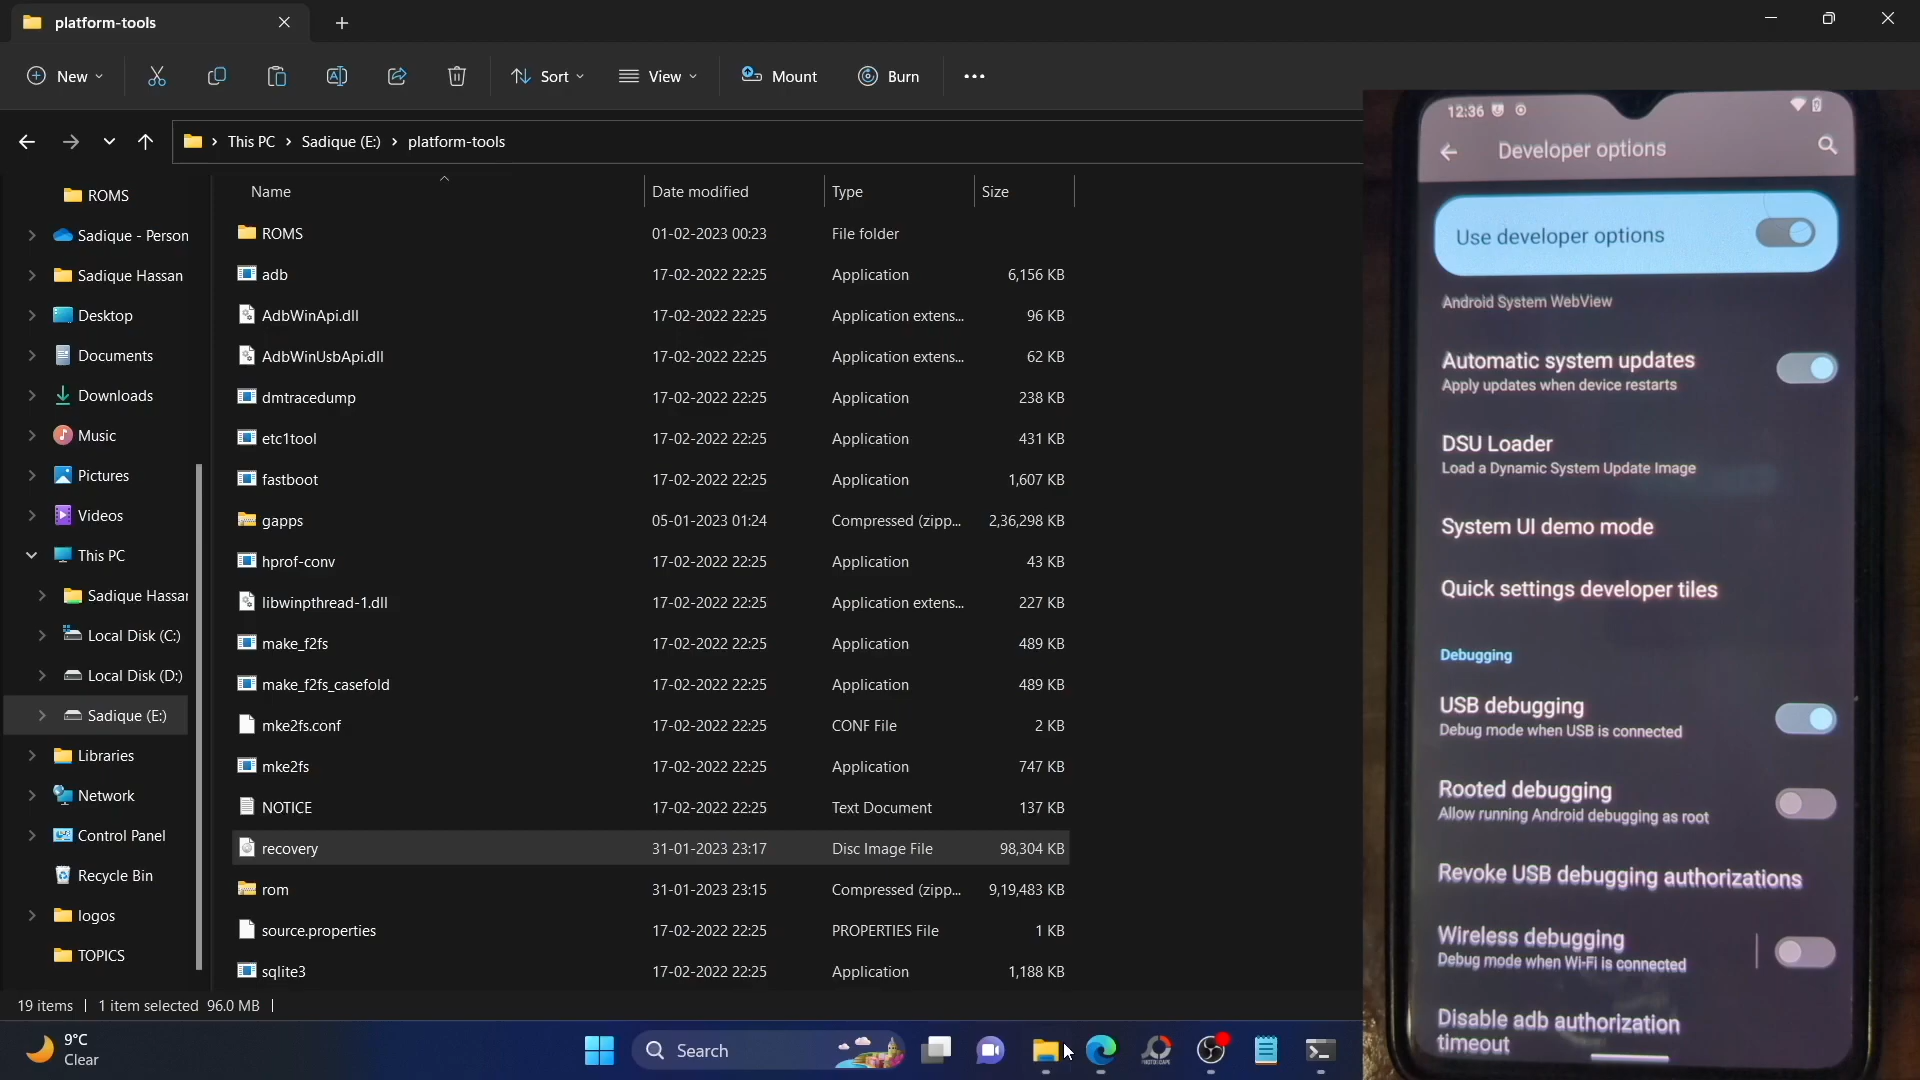 platform-tools
New
Sort
View
Mount
Burn
This PC
Sadique (E:)
platform-tools
Name
Date modified
Type
Size
ROMS
Sadique - Person
Sadique Hassan
Desktop
Documents
Downloads
Music
Pictures
Videos
This PC
Sadique Hassar
Local Disk (C:)
Local Disk (D:)
Sadique (E:)
Libraries
Network
Control Panel
Recycle Bin
logos
TOPICS
ROMS 01-02-2023 00:23 File folder
adb 17-02-2022 22:25 Application 6,156 KB
AdbWinApi.dll 17-02-2022 22:25 Application extens... 96 KB
AdbWinUsbApi.dll 17-02-2022 22:25 Application extens... 62 KB
dmtracedump 17-02-2022 22:25 Application 238 KB
etc1tool 17-02-2022 22:25 Application 431 KB
fastboot 17-02-2022 22:25 Application 1,607 KB
gapps 05-01-2023 01:24 Compressed (zipp... 2,36,298 KB
hprof-conv 17-02-2022 22:25 Application 43 KB
libwinpthread-1.dll 17-02-2022 22:25 Application extens... 227 KB
make_f2fs 17-02-2022 22:25 Application 489 KB
make_f2fs_casefold 17-02-2022 22:25 Application 489 KB
mke2fs.conf 17-02-2022 22:25 CONF File 2 KB
mke2fs 17-02-2022 22:25 Application 747 KB
NOTICE 17-02-2022 22:25 Text Document 137 KB
recovery 31-01-2023 23:17 Disc Image File 98,304 KB
rom 31-01-2023 23:15 Compressed (zipp... 9,19,483 KB
source.properties 17-02-2022 22:25 PROPERTIES File 1 KB
sqlite3 17-02-2022 22:25 Application 1,188 KB
19 items
1 item selected 96.0 MB
9°C
Clear
Search
12:36
Developer options
Use developer options
Android System WebView
Automatic system updates
Apply updates when device restarts
DSU Loader
Load a Dynamic System Update Image
System UI demo mode
Quick settings developer tiles
Debugging
USB debugging
Debug mode when USB is connected
Rooted debugging
Allow running Android debugging as root
Revoke USB debugging authorizations
Wireless debugging
Debug mode when Wi-Fi is connected
Disable adb authorization
timeout